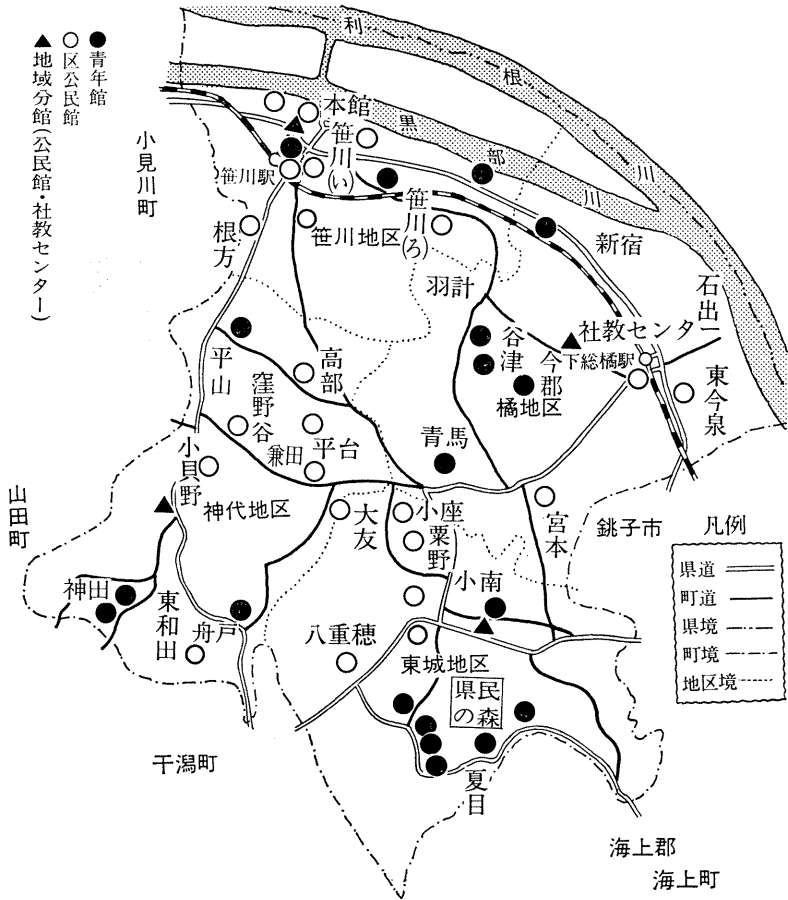 ● 青年館
○ 区公民館
▲ 地域分館(公民館・社教センター)
利
根
川
黒
部
川
小見川町
本館
笹川(い)
笹川駅
笹川(ろ)
笹川地区
根方
新宿
羽計
石出
社教センター
下総橘駅
谷津
今郡
橘地区
東今泉
平山
高部
窪野谷
兼田
平台
青馬
小貝野
神代地区
大友
小座
粟野
宮本
銚子市
山田町
神田
東和田
舟戸
小南
八重穂
東城地区
県民
の森
夏目
干潟町
海上郡
海上町
凡例
県道
町道
県境
町境
地区境